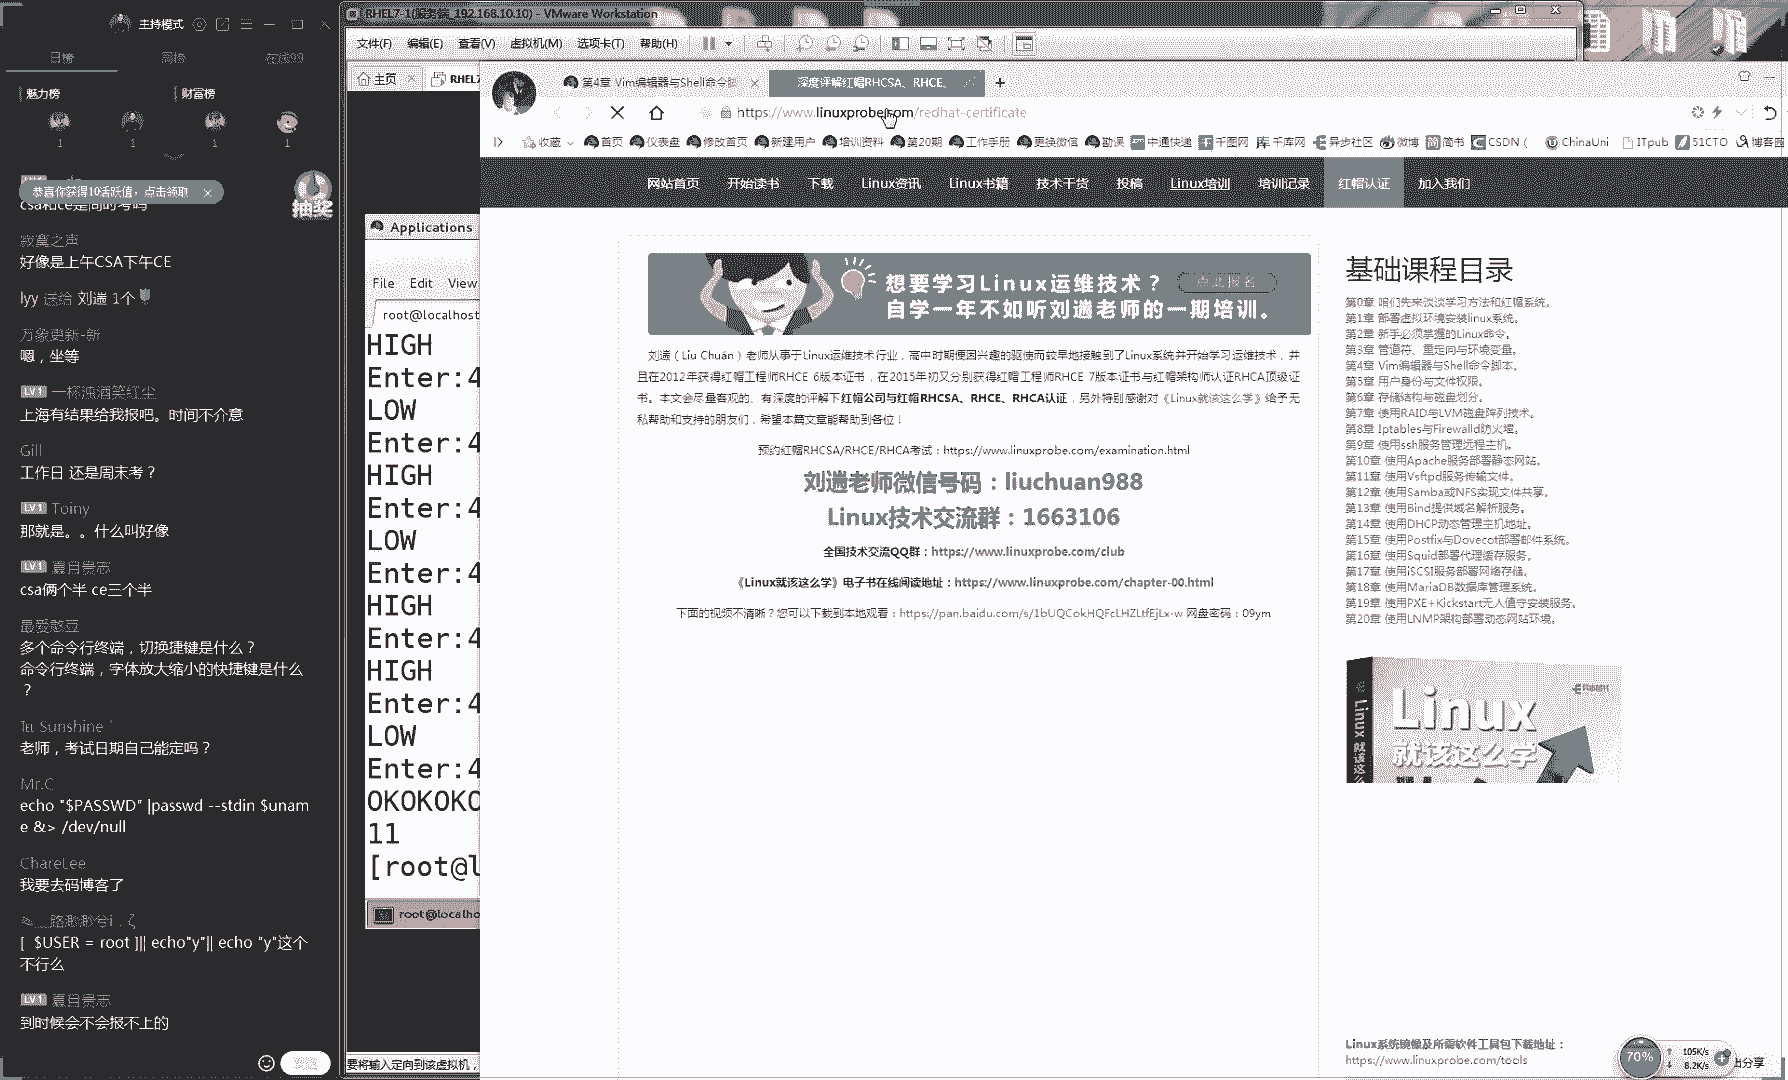 主持模式
日榜
周榜
在线99
魅力榜
财富榜
1
1
1
1
恭喜你获得10活跃值，点击领取
抽奖
csa和ce是同时考吗
寂寞之声
好像是上午CSA下午CE
lyy 送给 刘遄 1个
万象更新-新
嗯，坐等
LV1 一杯浊酒笑红尘
上海有结果给我报吧。时间不介意
Gill
工作日 还是周末考？
LV1 Toiny
那就是。。什么叫好像
LV1 夏目贵志
csa俩个半 ce三个半
最爱憨豆
多个命令行终端，切换捷键是什么？
命令行终端，字体放大缩小的快捷键是什么
？
Sunshine
老师，考试日期自己能定吗？
Mr.C
echo "$PASSWD" |passwd --stdin $unam
e &> /dev/null
ChareLee
我要去码博客了
[  $USER = root ]|| echo"y"|| echo "y"这个
不行么
LV1 夏目贵志
到时候会不会报不上的
RHEL7-1(服务端_192.168.10.10) - VMware Workstation
文件(F) 编辑(E) 查看(V) 虚拟机(M) 选项卡(T) 帮助(H)
主页
RHEL7
Applications
File Edit View
root@localhost
HIGH
Enter:4
LOW
Enter:4
HIGH
Enter:4
LOW
Enter:4
HIGH
Enter:4
HIGH
Enter:4
LOW
Enter:4
OKOKOKO
11
[root@l
root@localho
要将输入定向到该虚拟机，
第4章 Vim编辑器与Shell命令脚
深度评解红帽RHCSA、RHCE、
https://www.linuxprobe.com/redhat-certificate
收藏 首页 仪表盘 修改首页 新建用户 培训资料 第20期 工作手册 更换微信 勘误 中通快递 千图网 千库网 异步社区 微博 简书 CSDN ( ChinaUni ITpub 51CTO 博客园
网站首页 开始读书 下载 Linux资讯 Linux书籍 技术干货 投稿 Linux培训 培训记录 红帽认证 加入我们
想要学习Linux运维技术？ 点此报名
自学一年不如听刘遄老师的一期培训。
刘遄（Liu Chuán）老师从事于Linux运维技术行业，高中时期便因兴趣的驱使而较早地接触到了Linux系统并开始学习运维技术，并
且在2012年获得红帽工程师RHCE 6版本证书，在2015年初又分别获得红帽工程师RHCE 7版本证书与红帽架构师认证RHCA顶级证
书。本文会尽量客观的、有深度的评解下红帽公司与红帽RHCSA、RHCE、RHCA认证，另外特别感谢对《Linux就该这么学》给予无
私帮助和支持的朋友们，希望本篇文章能帮助到各位！
预约红帽RHCSA/RHCE/RHCA考试：https://www.linuxprobe.com/examination.html
刘遄老师微信号码：liuchuan988
Linux技术交流群：1663106
全国技术交流QQ群：https://www.linuxprobe.com/club
《Linux就该这么学》电子书在线阅读地址：https://www.linuxprobe.com/chapter-00.html
下面的视频不清晰？您可以下载到本地观看：https://pan.baidu.com/s/1bUQCokHQFcLHZLtfEjLx-w 网盘密码：09ym
基础课程目录
第0章 咱们先来谈谈学习方法和红帽系统。
第1章 部署虚拟环境安装linux系统。
第2章 新手必须掌握的Linux命令。
第3章 管道符、重定向与环境变量。
第4章 Vim编辑器与Shell命令脚本。
第5章 用户身份与文件权限。
第6章 存储结构与磁盘划分。
第7章 使用RAID与LVM磁盘阵列技术。
第8章 Iptables与Firewalld防火墙。
第9章 使用ssh服务管理远程主机。
第10章 使用Apache服务部署静态网站。
第11章 使用Vsftpd服务传输文件。
第12章 使用Samba或NFS实现文件共享。
第13章 使用Bind提供域名解析服务。
第14章 使用DHCP动态管理主机地址。
第15章 使用Postfix与Dovecot部署邮件系统。
第16章 使用Squid部署代理缓存服务。
第17章 使用iSCSI服务部署网络存储。
第18章 使用MariaDB数据库管理系统。
第19章 使用PXE+Kickstart无人值守安装服务。
第20章 使用LNMP架构部署动态网站环境。
Linux
就该这么学
Linux 就该这么
Linux系统镜像及所需软件工具包下载地址：
https://www.linuxprobe.com/tools
70%
105K/s
8.2K/s
出分享